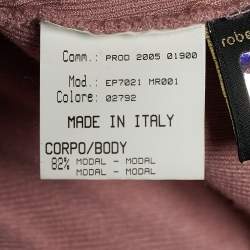 Comm.: PROD 2005 01900
Mod.: EP7021 MR001
Colore: 02792
MADE IN ITALY
CORPO/BODY
82% MODAL - MODAL
MODAL - MODAL
robe